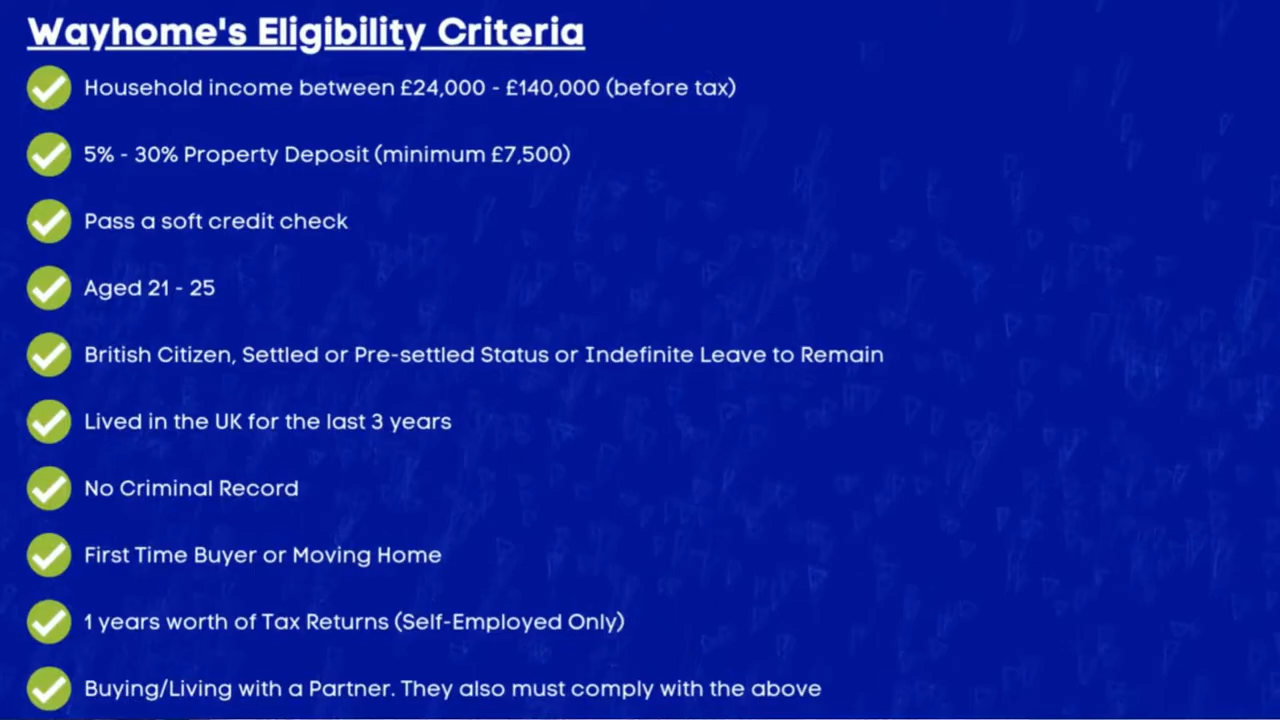 Wayhome's Eligibility Criteria
Household income between £24,000 - £140,000 (before tax)
5% - 30% Property Deposit (minimum £7,500)
Pass a soft credit check
Aged 21 - 25
British Citizen, Settled or Pre-settled Status or Indefinite Leave to Remain
Lived in the UK for the last 3 years
No Criminal Record
First Time Buyer or Moving Home
1 years worth of Tax Returns (Self-Employed Only)
Buying/Living with a Partner. They also must comply with the above